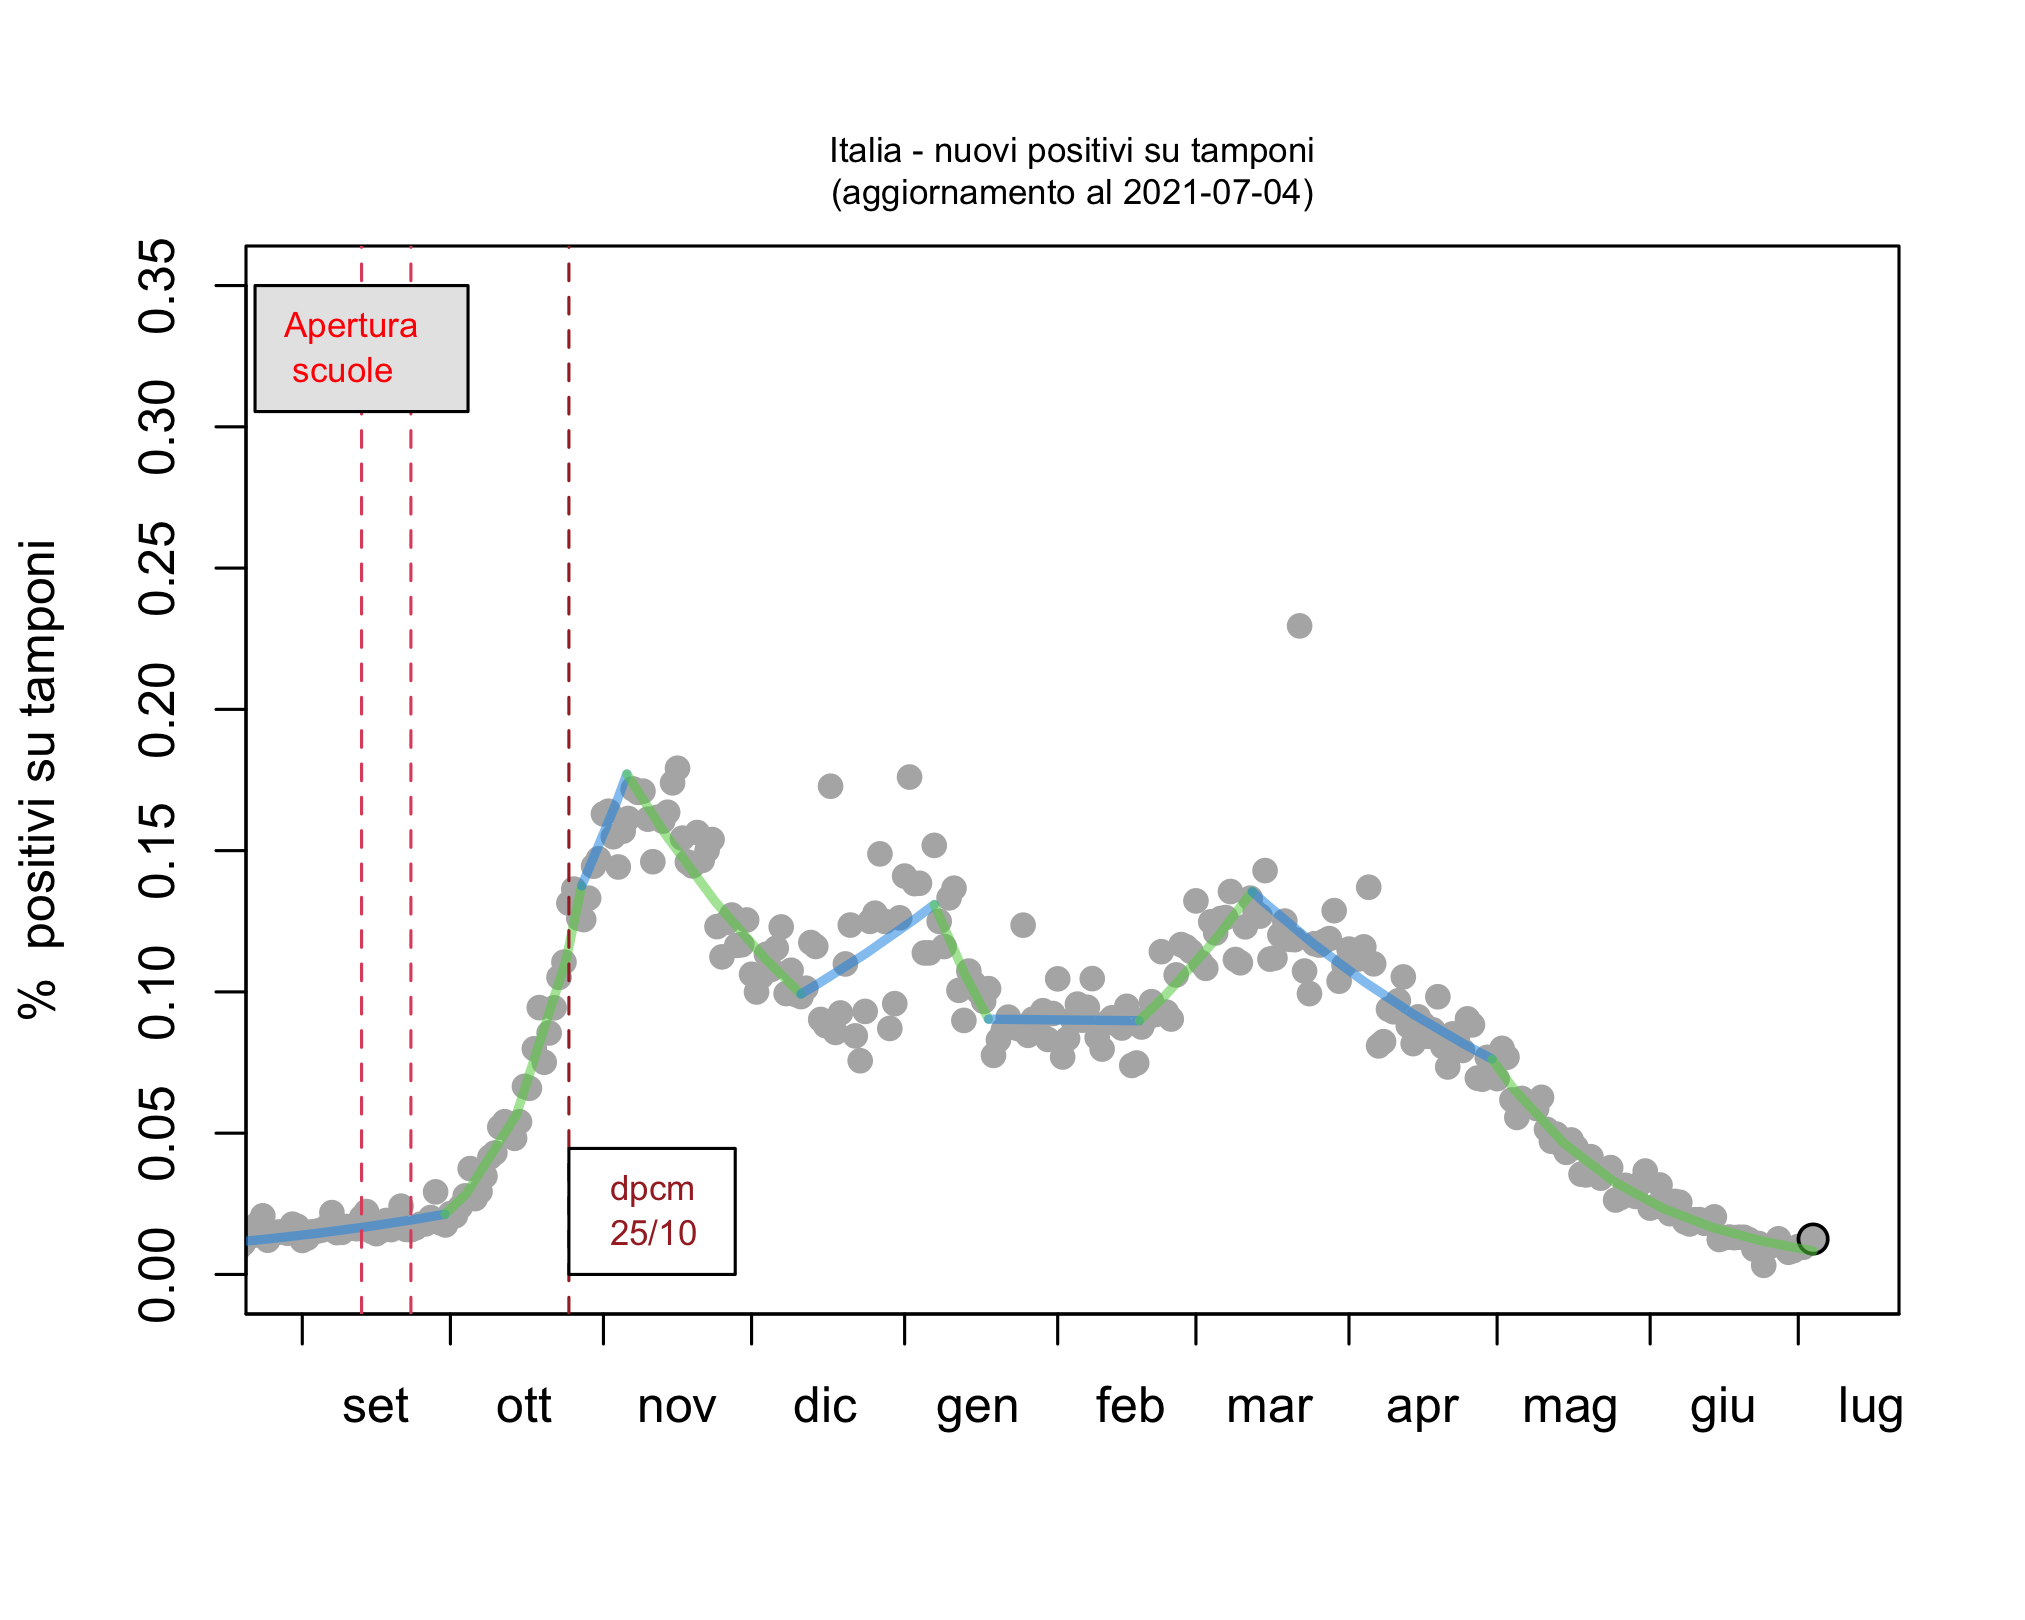 Italia - nuovi positivi su tamponi
(aggiornamento al 2021-07-04)
% positivi su tamponi
0.35
0.30
0.25
0.20
0.15
0.10
0.05
0.00
Apertura
scuole
dpcm
25/10
set ott nov dic gen feb mar apr mag giu lug